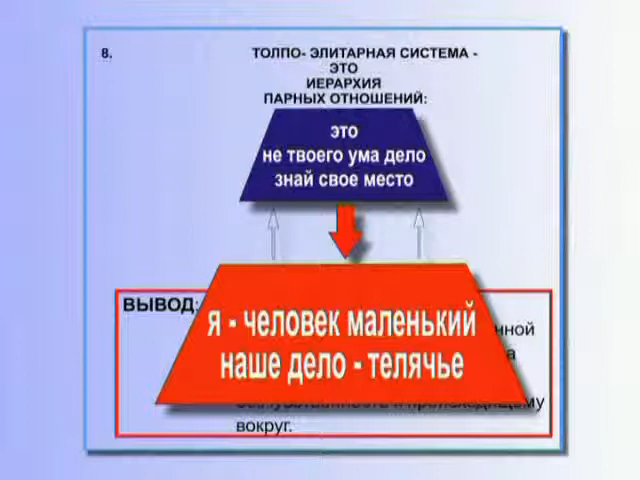 8. ТОЛПО- ЭЛИТАРНАЯ СИСТЕМА -
ЭТО
ИЕРАРХИЯ
ПАРНЫХ ОТНОШЕНИЙ:
это
не твоего ума дело
знай свое место
ВЫВОД:
я - человек маленький
наше дело - телячье
вокруг.